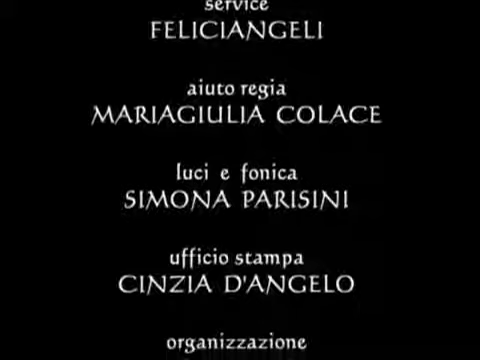 service
FELICIANGELI
aiuto regia
MARIAGIULIA COLACE
luci e fonica
SIMONA PARISINI
ufficio stampa
CINZIA D'ANGELO
organizzazione